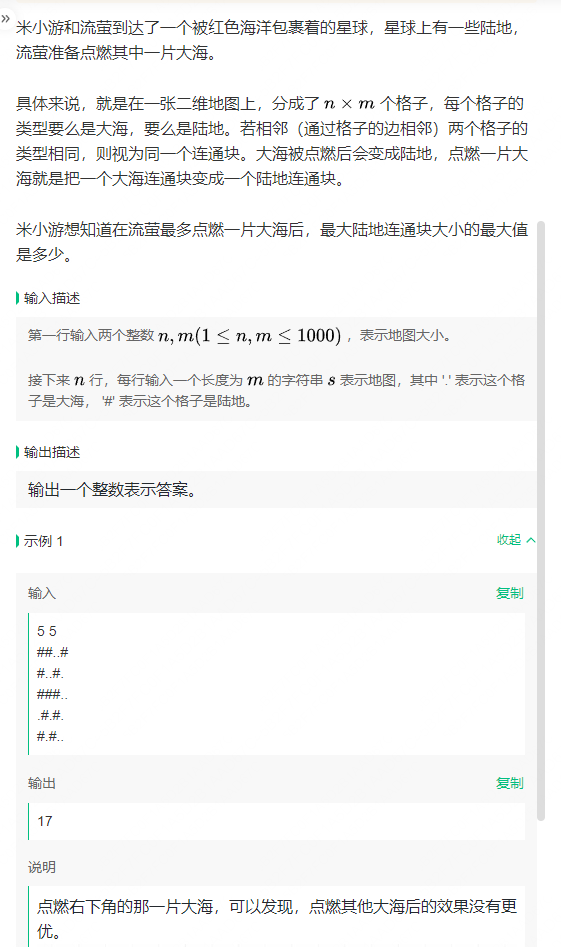 »
米小游和流萤到达了一个被红色海洋包裹着的星球，星球上有一些陆地，
流萤准备点燃其中一片大海。
具体来说，就是在一张二维地图上，分成了 n × m 个格子，每个格子的
类型要么是大海，要么是陆地。若相邻（通过格子的边相邻）两个格子的
类型相同，则视为同一个连通块。大海被点燃后会变成陆地，点燃一片大
海就是把一个大海连通块变成一个陆地连通块。
米小游想知道在流萤最多点燃一片大海后，最大陆地连通块大小的最大值
是多少。
输入描述
第一行输入两个整数 n, m(1 ≤ n, m ≤ 1000) ，表示地图大小。
接下来 n 行，每行输入一个长度为 m 的字符串 s 表示地图，其中 '.' 表示这个格
子是大海， '#' 表示这个格子是陆地。
输出描述
输出一个整数表示答案。
示例 1
收起
输入
复制
5 5
##..#
#..#.
###..
.#.#.
#.#..
输出
复制
17
说明
点燃右下角的那一片大海，可以发现，点燃其他大海后的效果没有更
优。